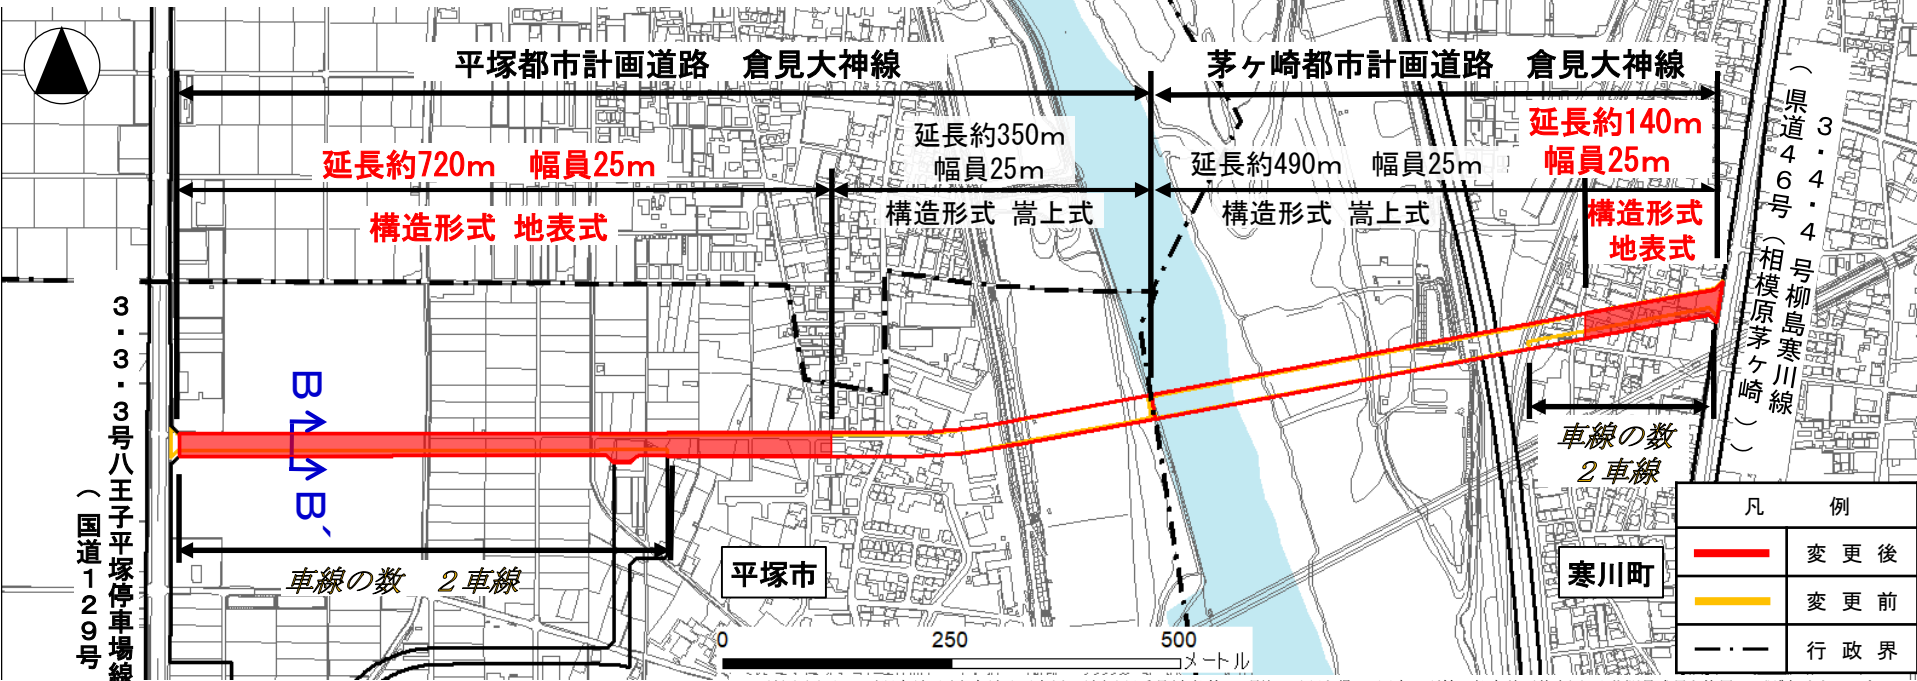 平塚都市計画道路　倉見大神線
茅ヶ崎都市計画道路　倉見大神線
延長約720m　幅員25m
構造形式 地表式
延長約350m
幅員25m
構造形式 嵩上式
延長約490m　幅員25m
構造形式 嵩上式
延長約140m
幅員25m
構造形式
地表式
３・４・４号柳島寒川線
（県道４６号（相模原茅ヶ崎））
３・３・３号八王子平塚停車場線
（国道１２９号
B
B´
車線の数　２車線
車線の数
２車線
平塚市
寒川町
0 250 500
メートル
凡　例
変更後
変更前
行政界